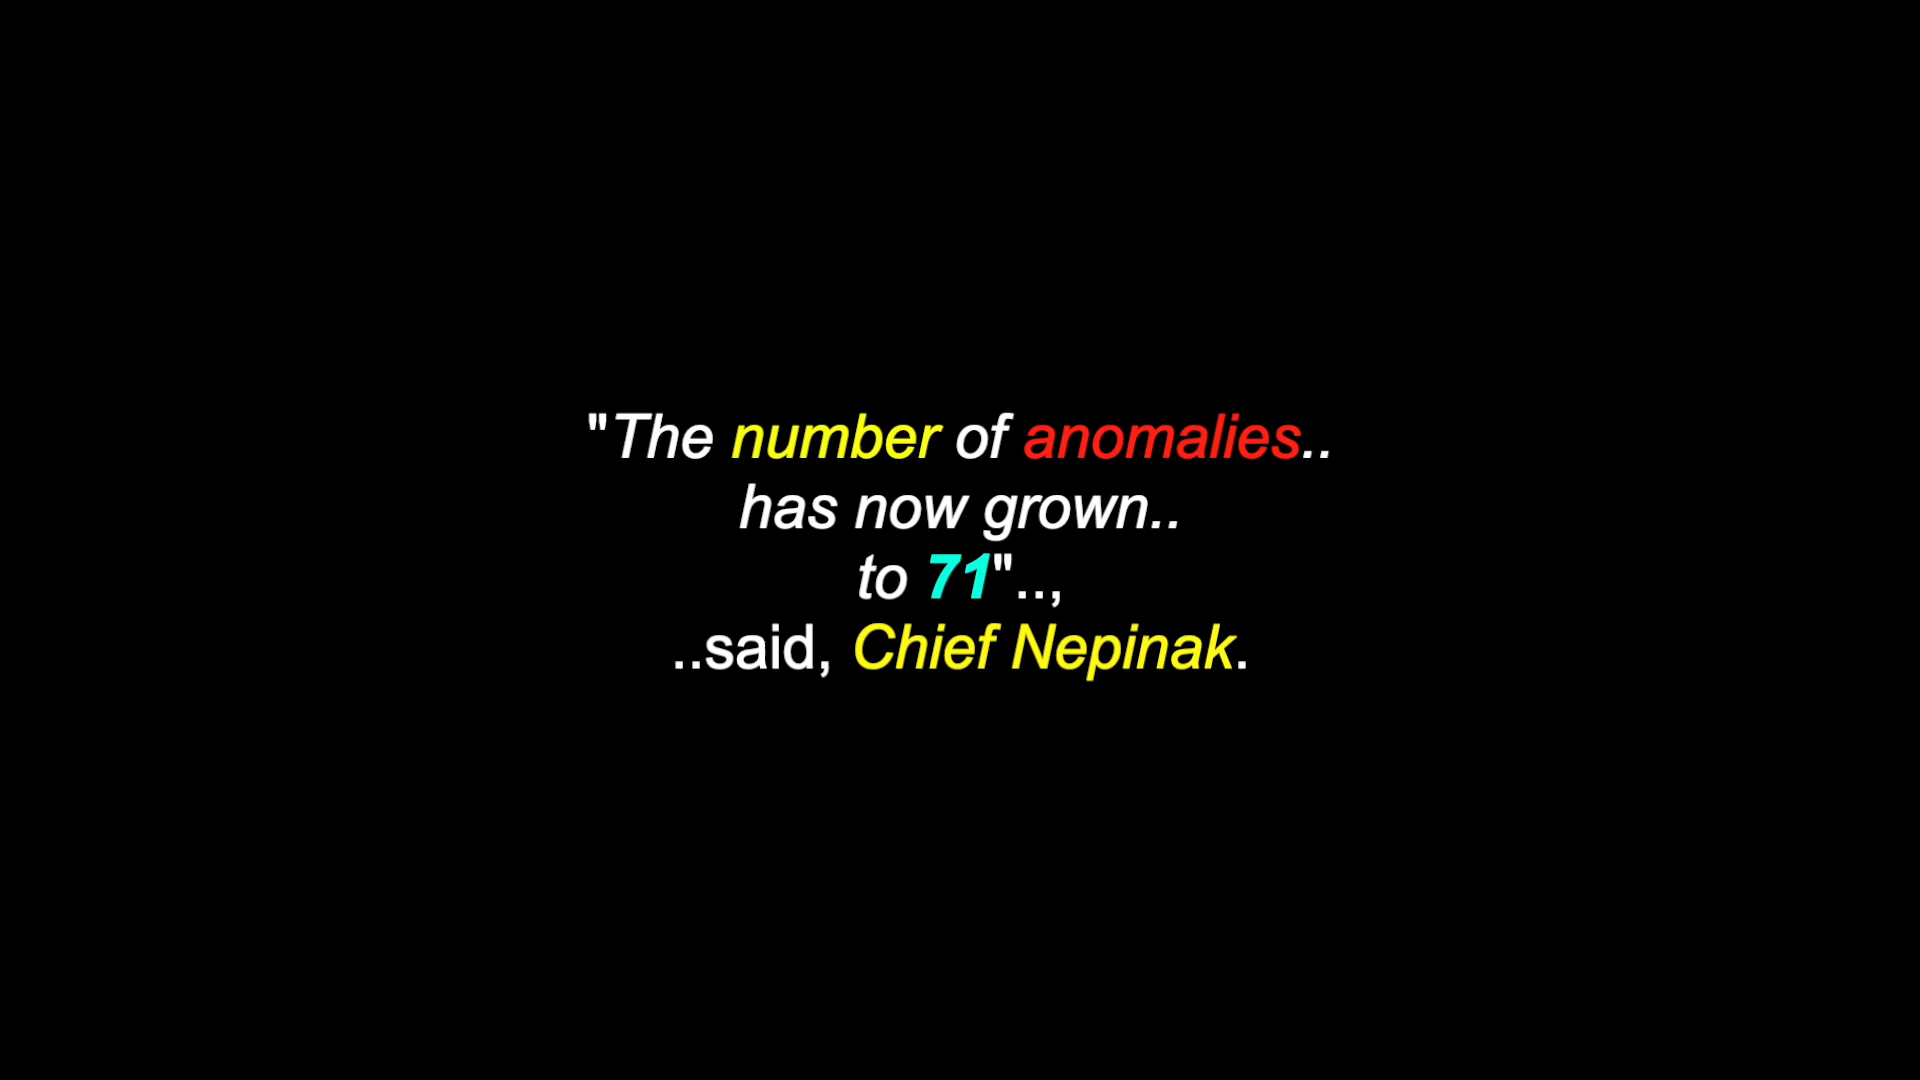 "The number of anomalies..
has now grown..
to 71"..,
..said, Chief Nepinak.